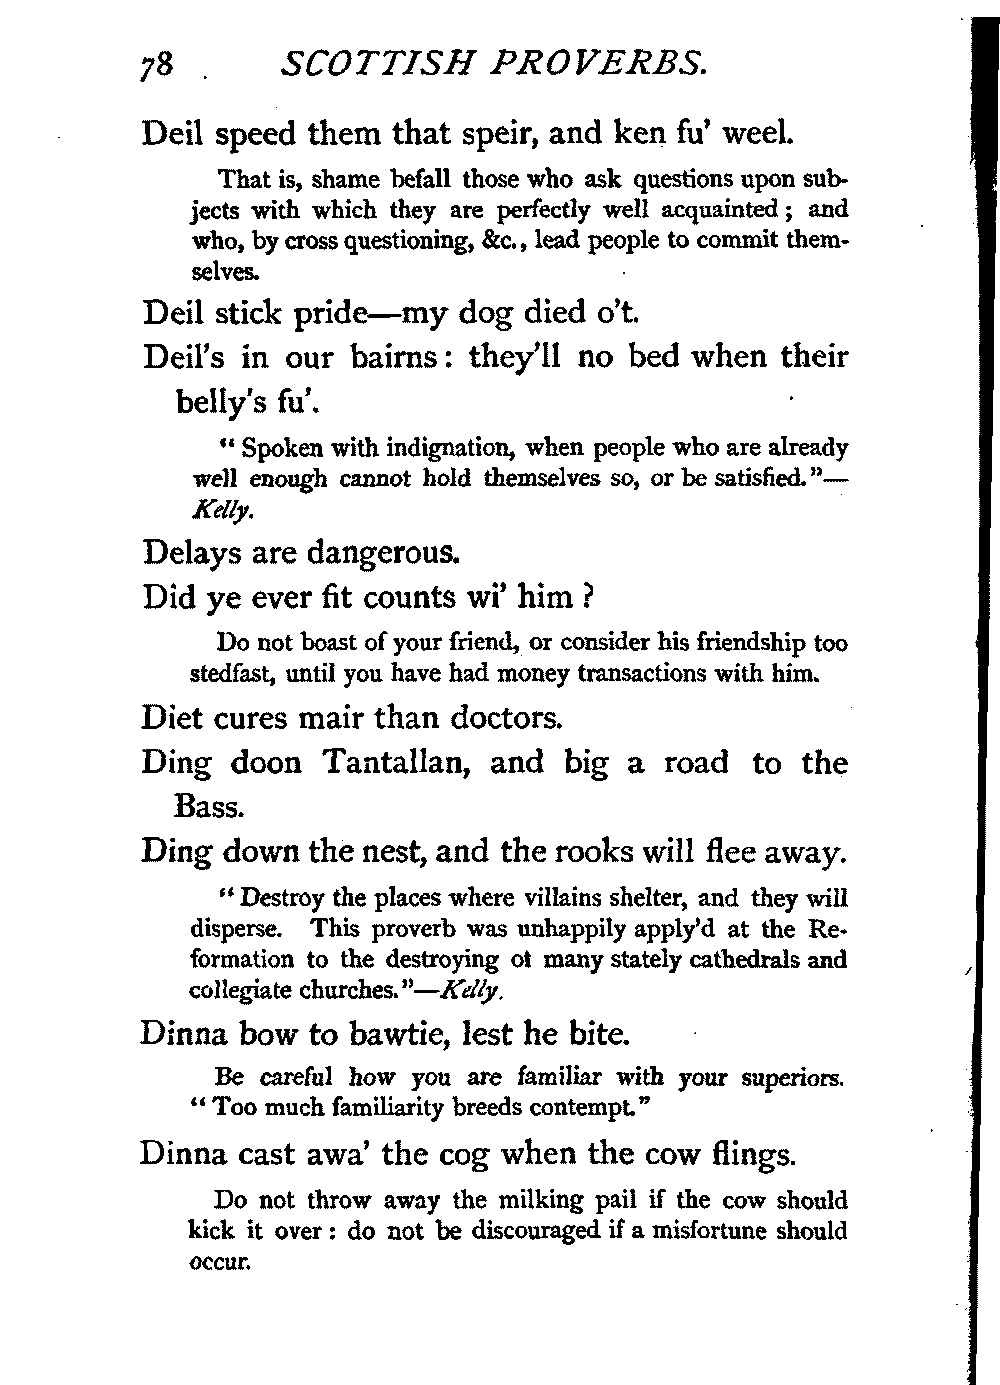 78 SCOTTISH PROVERBS.
Deil speed them that speir, and ken fu' weel.
That is, shame befall those who ask questions upon sub-
jects with which they are perfectly well acquainted; and
who, by cross questioning, &c., lead people to commit them-
selves.
Deil stick pride—my dog died o't.
Deil's in our bairns: they'll no bed when their
belly's fu'.
"Spoken with indignation, when people who are already
well enough cannot hold themselves so, or be satisfied."—
Kelly.
Delays are dangerous.
Did ye ever fit counts wi' him?
Do not boast of your friend, or consider his friendship too
stedfast, until you have had money transactions with him.
Diet cures mair than doctors.
Ding doon Tantallan, and big a road to the
Bass.
Ding down the nest, and the rooks will flee away.
"Destroy the places where villains shelter, and they will
disperse. This proverb was unhappily apply'd at the Re-
formation to the destroying of many stately cathedrals and
collegiate churches."—Kelly.
Dinna bow to bawtie, lest he bite.
Be careful how you are familiar with your superiors.
"Too much familiarity breeds contempt."
Dinna cast awa' the cog when the cow flings.
Do not throw away the milking pail if the cow should
kick it over: do not be discouraged if a misfortune should
occur.